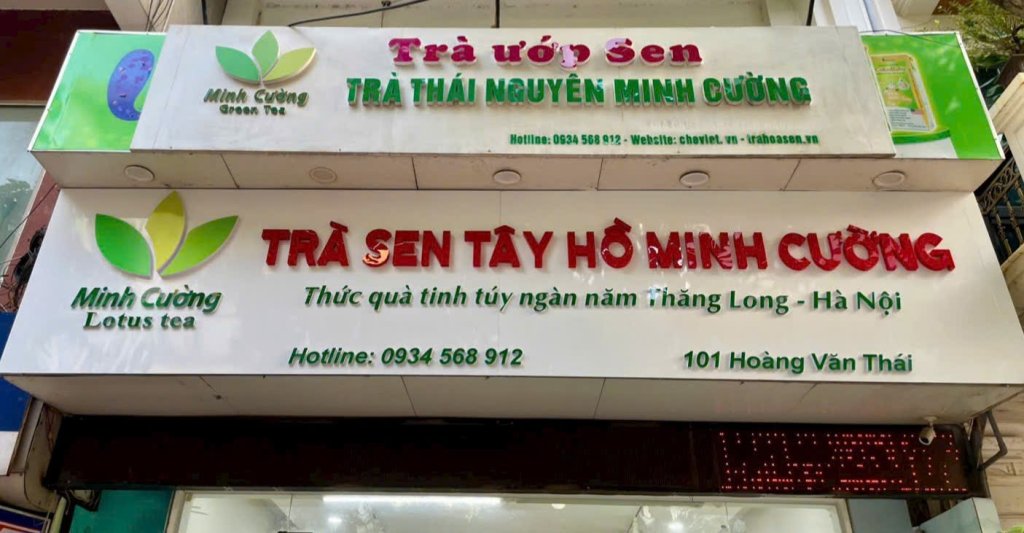 Minh Cường
Green Tea
Trà ướp Sen
TRÀ THÁI NGUYÊN MINH CƯỜNG
Hotline: 0934 568 912 - Website: cheviet.vn - trahoasen.vn
Minh Cường
Lotus tea
TRÀ SEN TÂY HỒ MINH CƯỜNG
Thức quà tinh túy ngàn năm Thăng Long - Hà Nội
Hotline: 0934 568 912
101 Hoàng Văn Thái